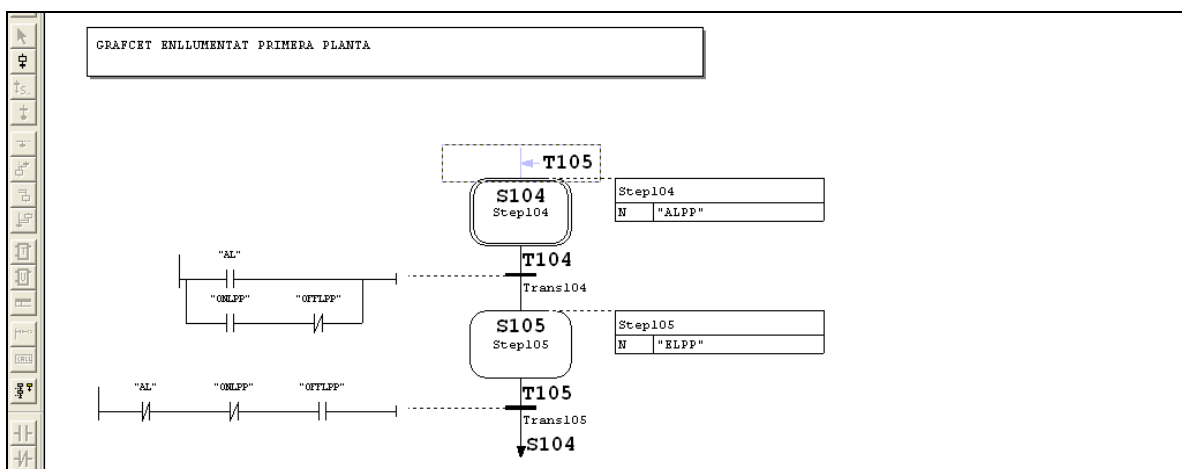 GRAFCET ENLLUMENTAT PRIMERA PLANTA
T105
S104
Step104
Step104
N "ALPP"
"AL"
T104
Trans104
"ONLPP" "OFFLPP"
S105
Step105
Step105
N "ELPP"
"AL" "ONLPP" "OFFLPP"
T105
Trans105
S104
CALL